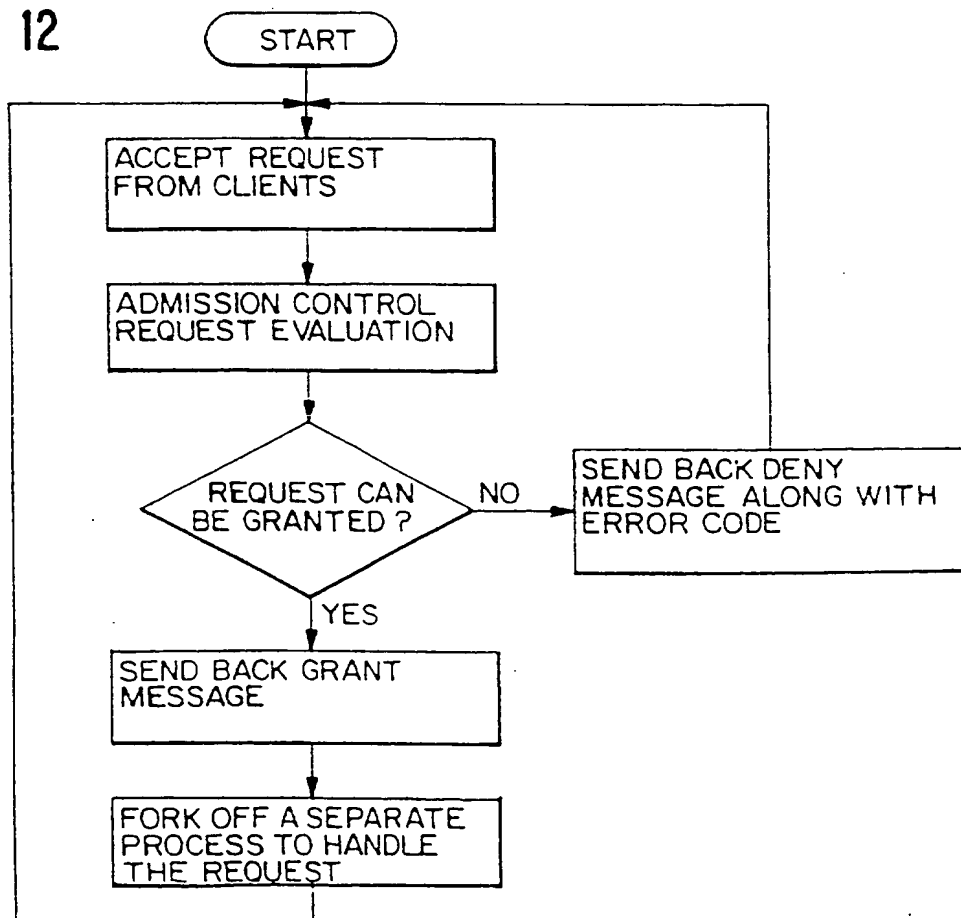 12
START
ACCEPT REQUEST
FROM CLIENTS
ADMISSION CONTROL
REQUEST EVALUATION
REQUEST CAN
BE GRANTED?
NO
SEND BACK DENY
MESSAGE ALONG WITH
ERROR CODE
YES
SEND BACK GRANT
MESSAGE
FORK OFF A SEPARATE
PROCESS TO HANDLE
THE REQUEST